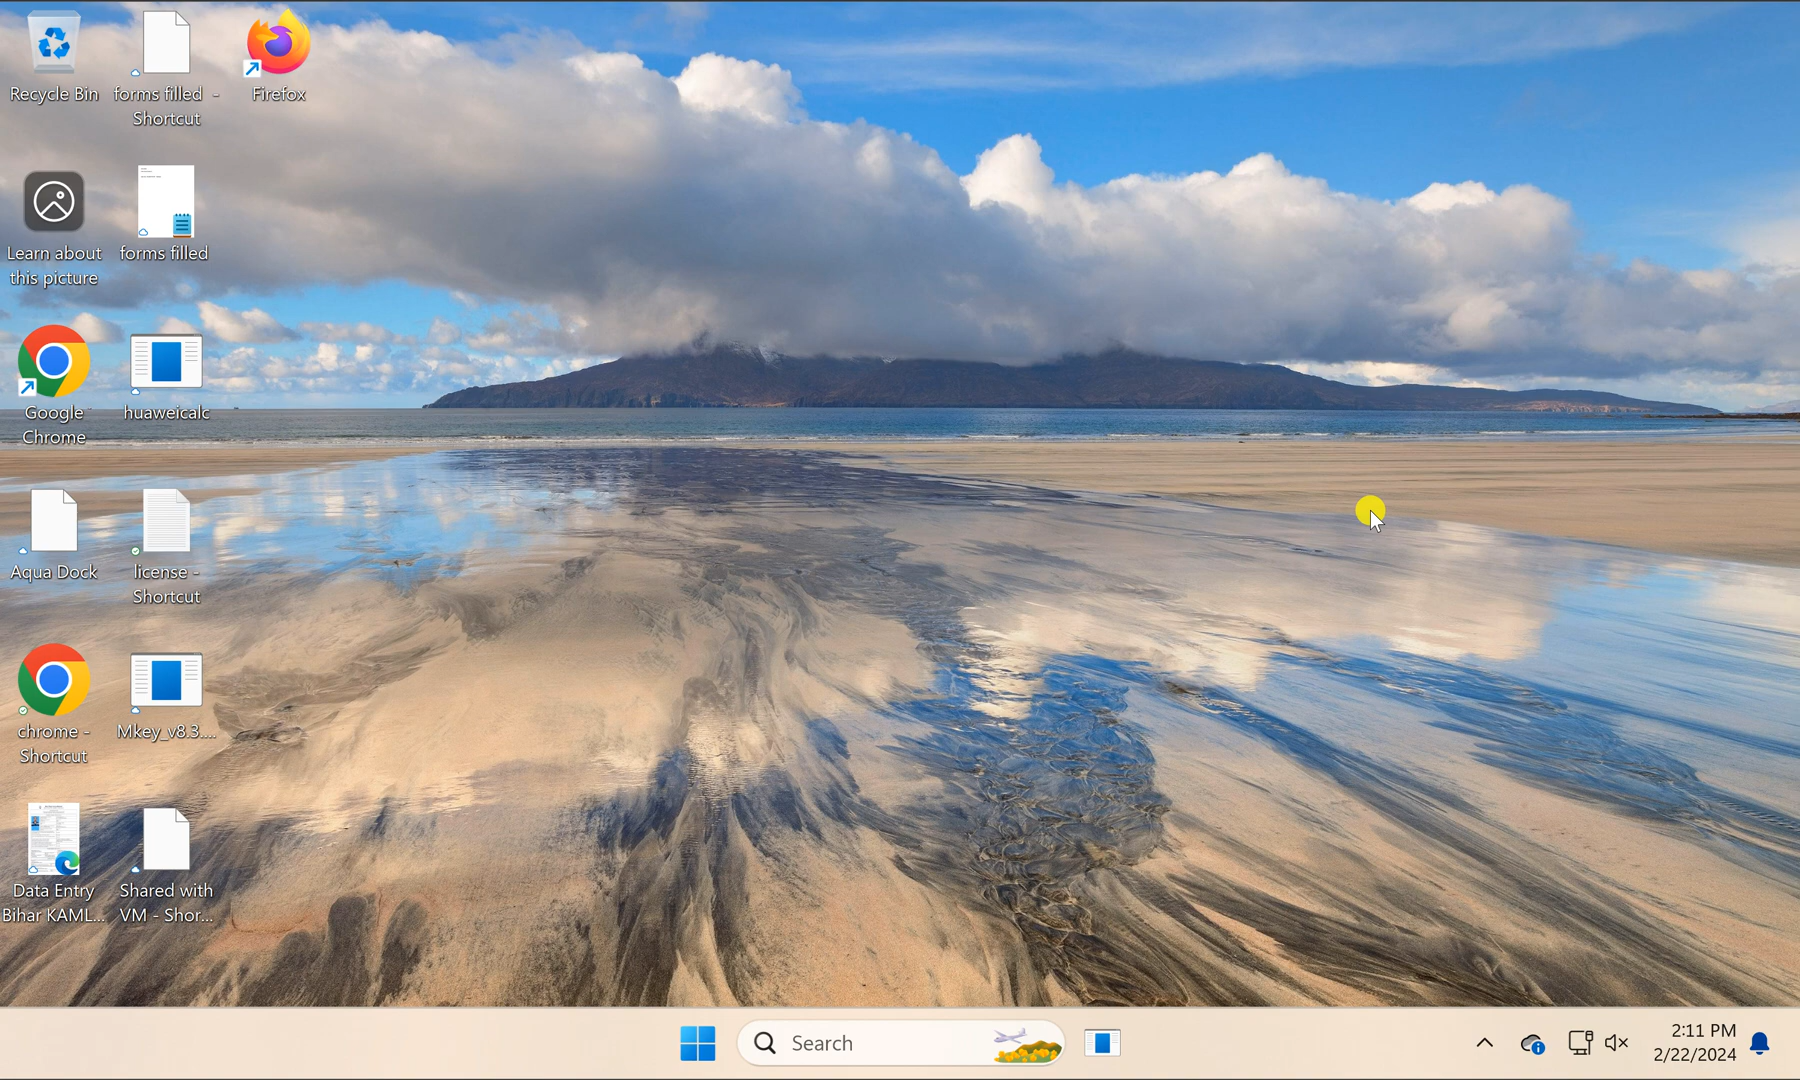 Recycle Bin
forms filled -
Shortcut
Firefox
Learn about
this picture
forms filled
Google
Chrome
huaweicalc
Aqua Dock
license -
Shortcut
chrome -
Shortcut
Mkey_v8.3....
Data Entry
Bihar KAML...
Shared with
VM - Shor...
Search
2:11 PM
2/22/2024